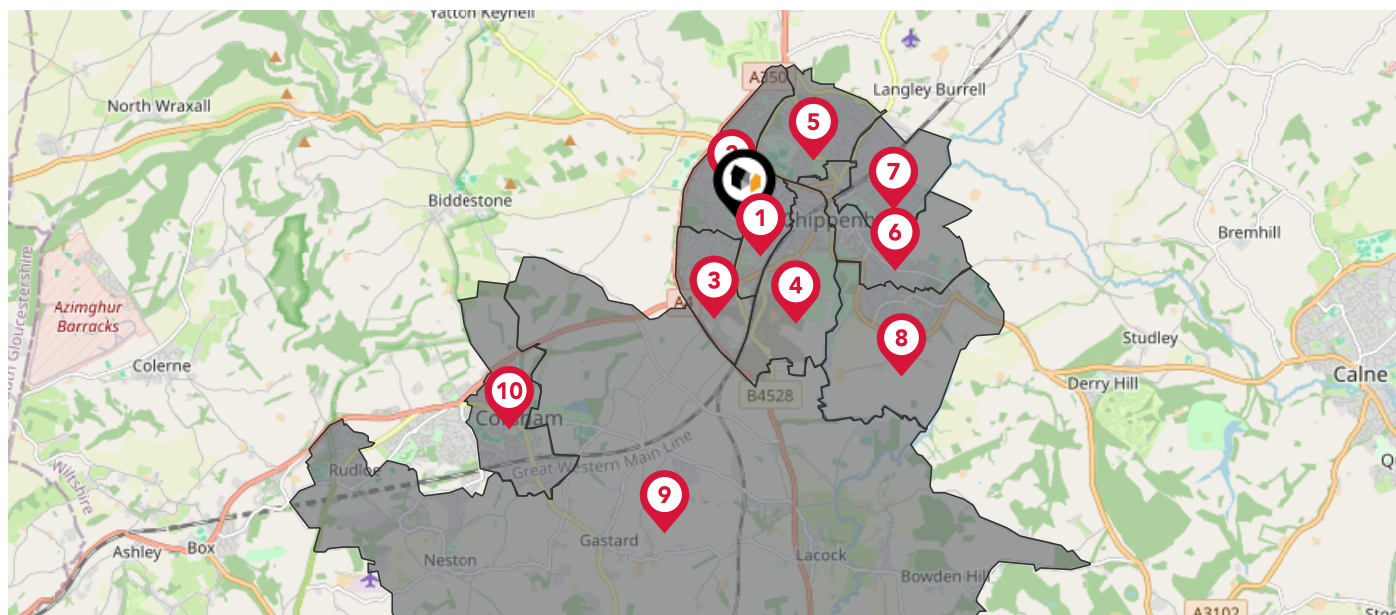 Yatton Keynell
A350
Langley Burrell
North Wraxall
5
2
7
Biddestone
1
6
Bremhill
South Gloucestershire
Azimghur
Barracks
3
4
A4
8
Studley
Colerne
Calne
Derry Hill
10
B4528
Corsham
Great Western Main Line
Rudloe
Wiltshire
9
Ashley
Box
Gastard
Neston
Lacock
Bowden Hill
A3102